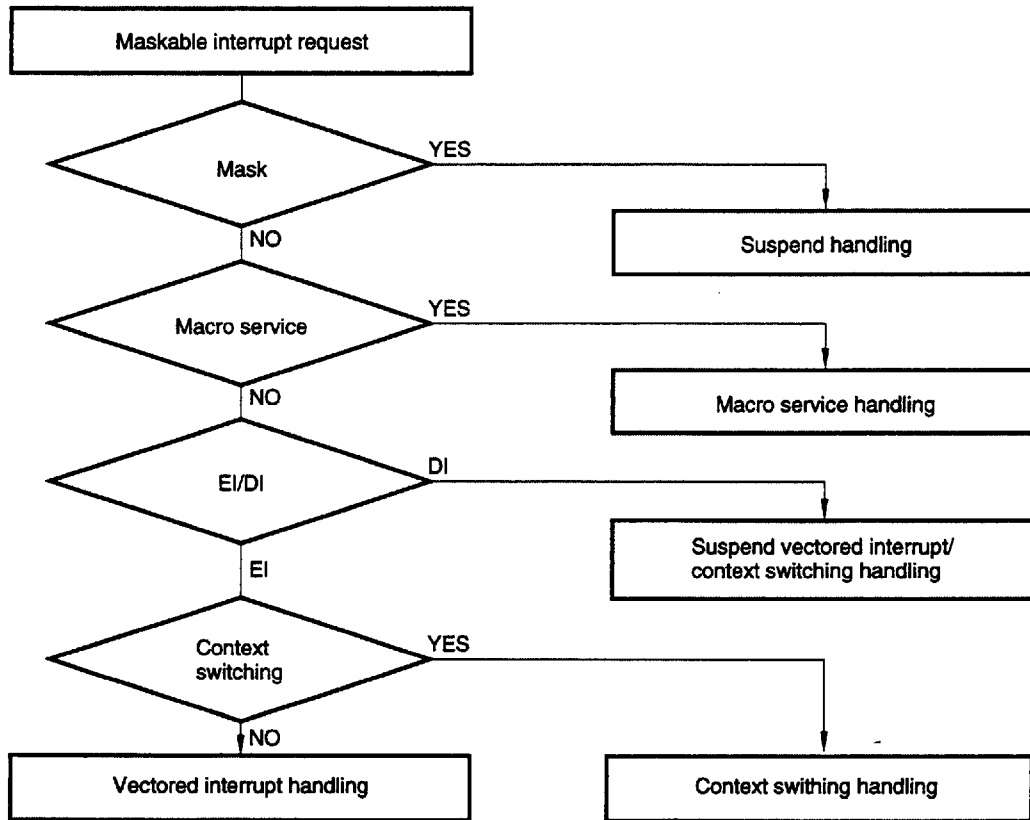 Maskable interrupt request
Mask
YES
NO
Suspend handling
Macro service
YES
NO
Macro service handling
EI/DI
DI
EI
Suspend vectored interrupt/
context switching handling
Context
switching
YES
NO
Vectored interrupt handling
Context swithing handling